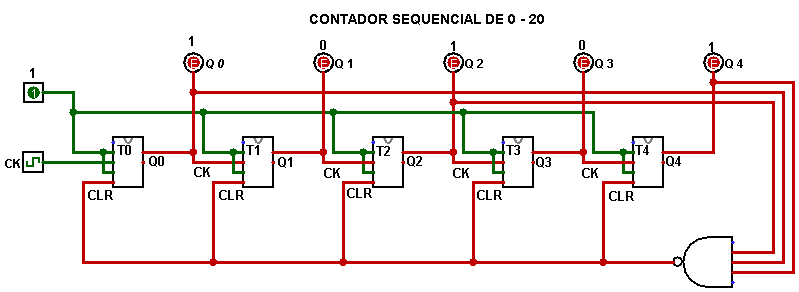 CONTADOR SEQUENCIAL DE 0 - 20
1 0 1 0 1
Q 0 Q 1 Q 2 Q 3 Q 4
1
1
T0 T1 T2 T3 T4
CK Q0 Q1 Q2 Q3 Q4
CK CK CK CK
CLR CLR CLR CLR CLR